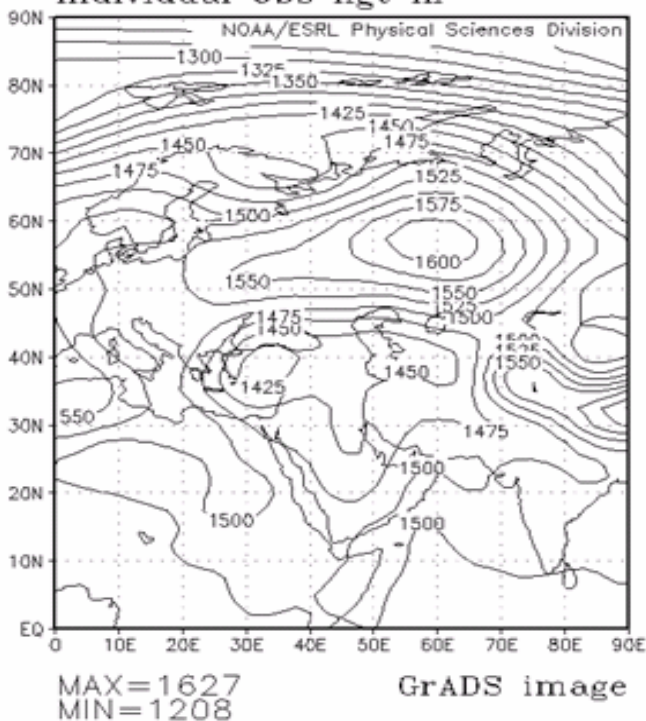 Individual Obs hgt m
90N NOAA/ESRL Physical Sciences Division
1300
1325
80N 1350
1425
1450 1450
70N 1475 1475
1525
1500 1575
60N
1600
1550 1550
50N 1525
1475 1500
1450 1500
1525
40N 1550
1425 1450
550
30N 1475
1500
20N
1500 1500
10N
EQ
0 10E 20E 30E 40E 50E 60E 70E 80E 90E
MAX=1627 GrADS image
MIN=1208